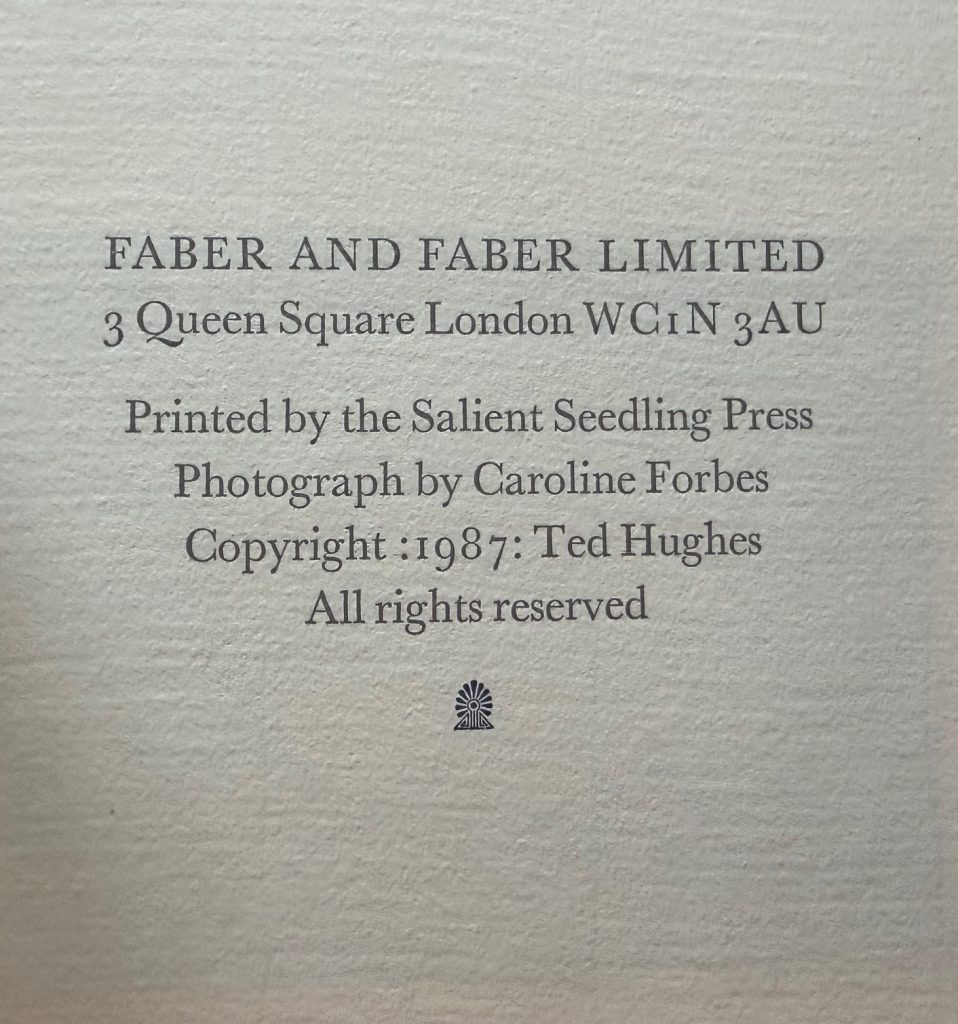 FABER AND FABER LIMITED
3 Queen Square London WC1N 3AU
Printed by the Salient Seedling Press
Photograph by Caroline Forbes
Copyright :1987: Ted Hughes
All rights reserved